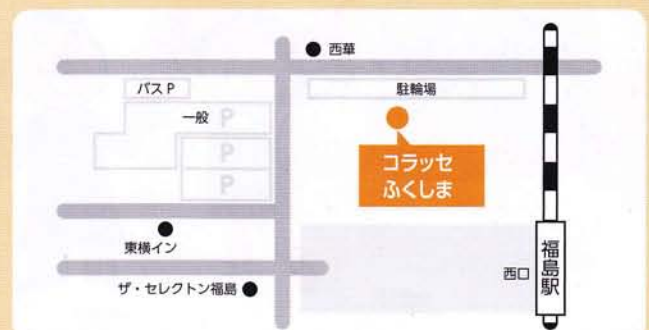 西華
バス P
駐輪場
一般 P
P
P
コラッセ
ふくしま
東横イン
西口
福島駅
ザ・セレクトン福島